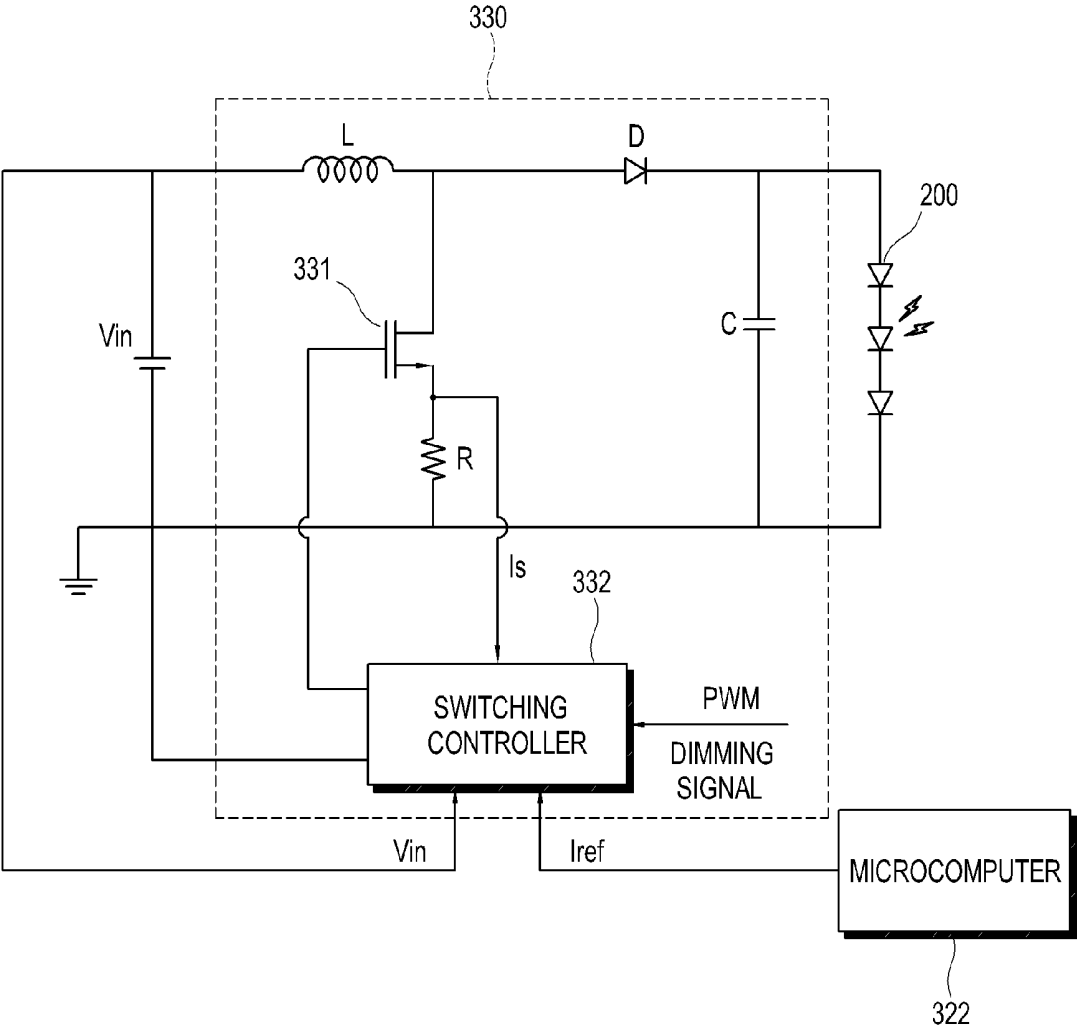 330
L
D
200
331
Vin
C
R
Is
332
SWITCHING
CONTROLLER
PWM
DIMMING
SIGNAL
Vin
Iref
MICROCOMPUTER
322